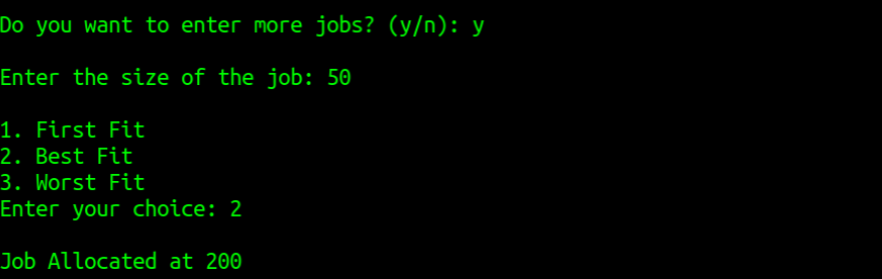 Do you want to enter more jobs? (y/n): y
Enter the size of the job: 50
1. First Fit
2. Best Fit
3. Worst Fit
Enter your choice: 2
Job Allocated at 200